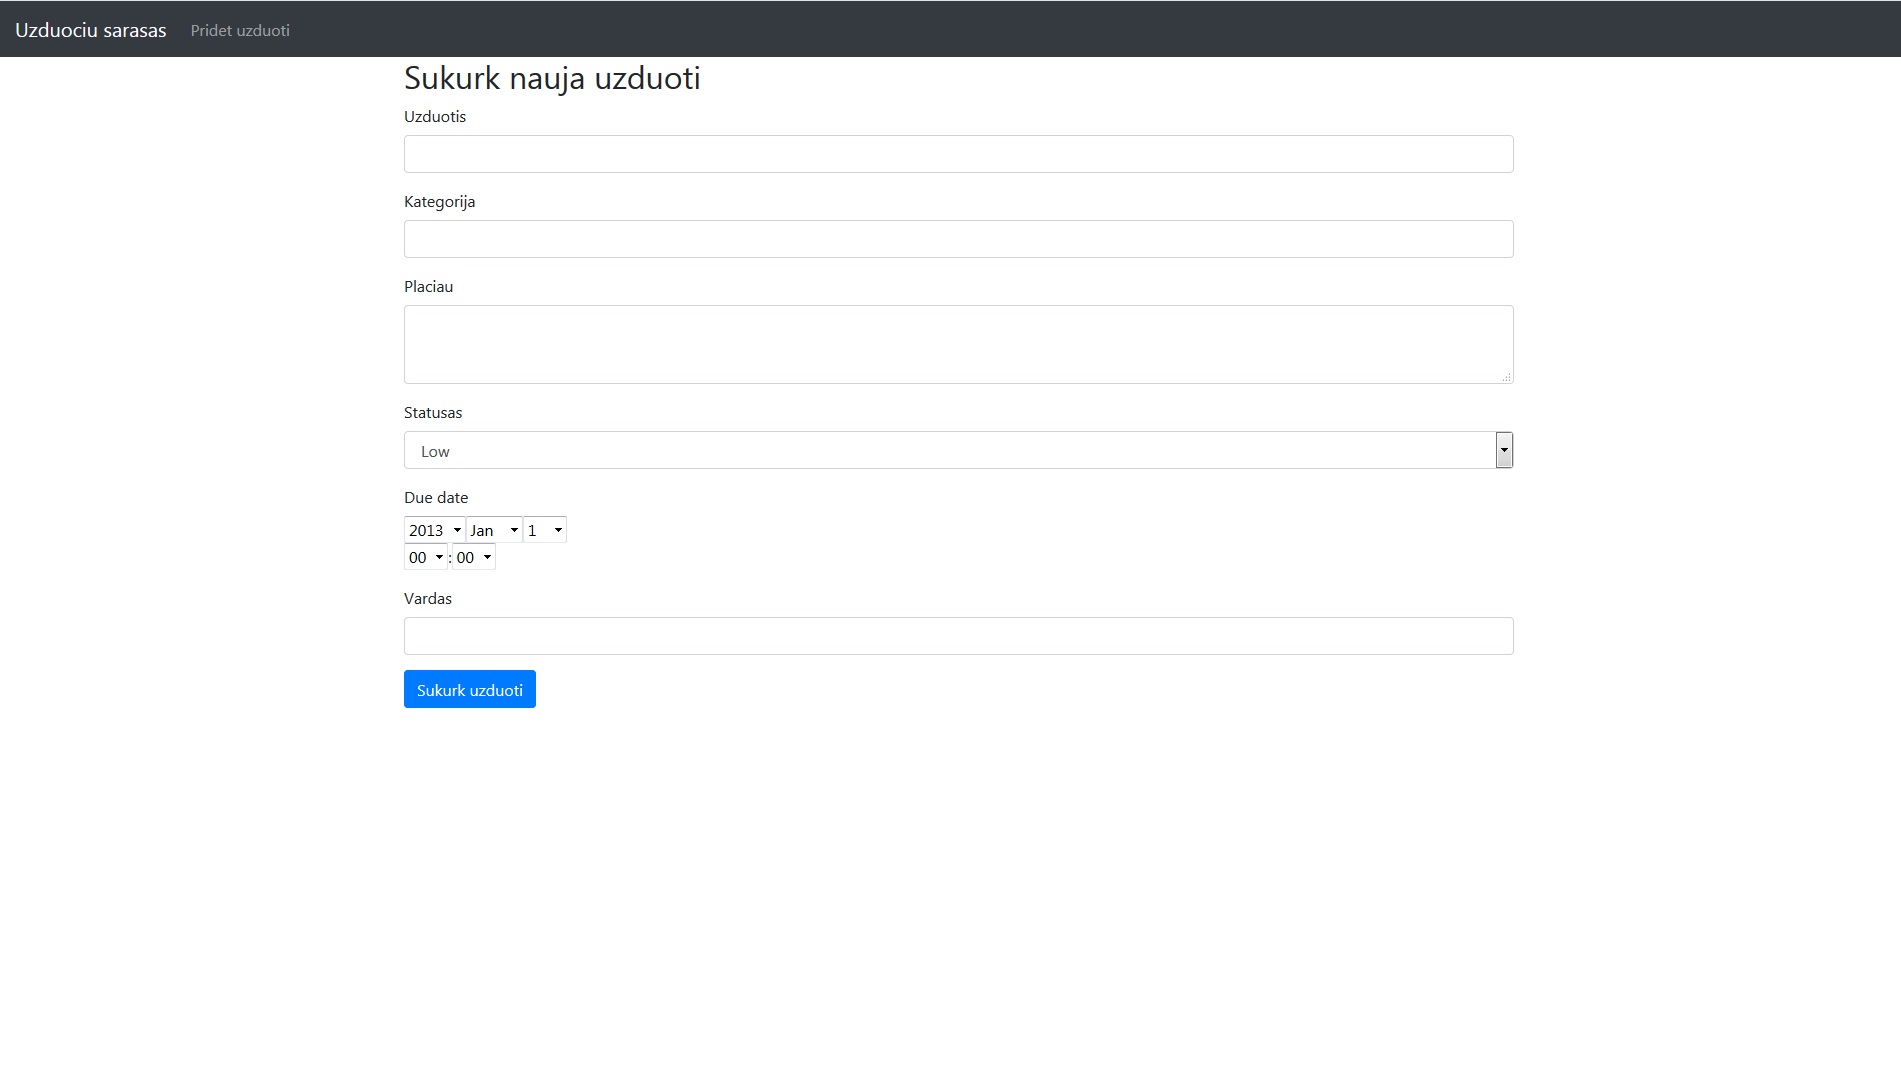 Uzduociu sarasas Pridet uzduoti
Sukurk nauja uzduoti
Uzduotis
Kategorija
Placiau
Statusas
Low
Due date
2013 Jan 1
00 : 00
Vardas
Sukurk uzduoti